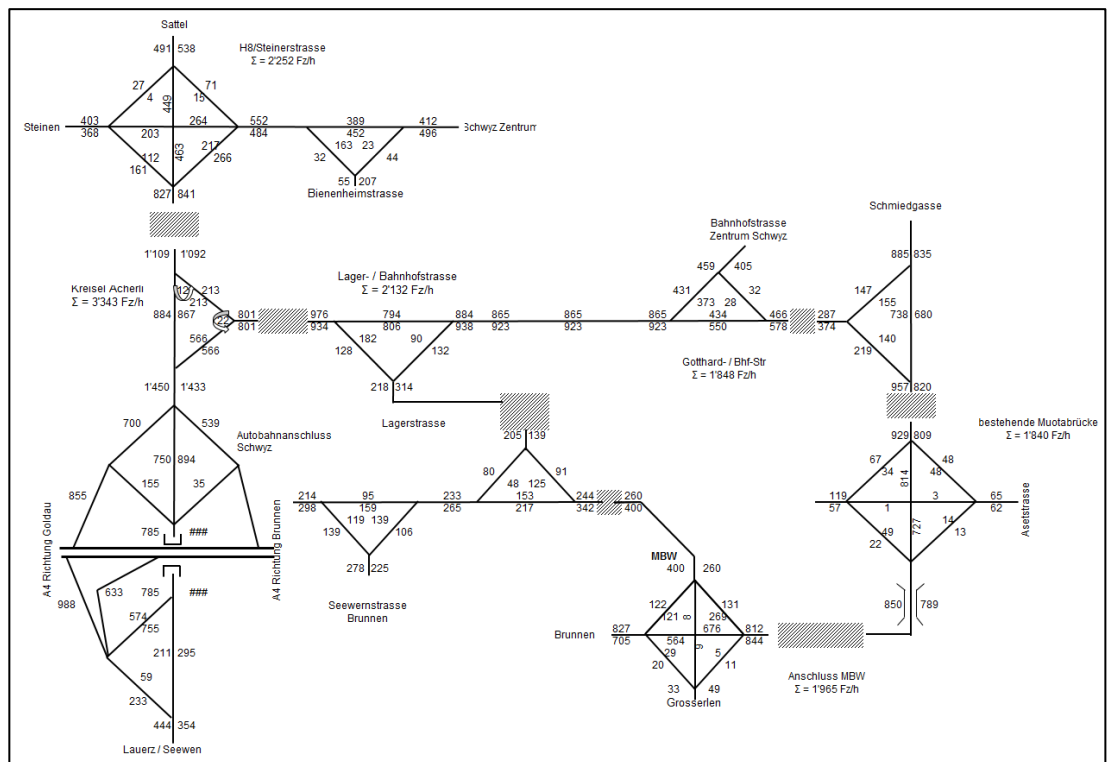 Sattel
491 538
H8/Steinerstrasse
Σ = 2'252 Fz/h
27 71
4 15
449
Steinen
403 264 552 389 412
368 203 484 452 496
Schwyz Zentrum
112 463 217
161 266
163 23
32 44
55 207
Bienenheimstrasse
827 841
1'109 1'092
Kreisel Acherli
Σ = 3'343 Fz/h
213
213
884 867
801
801
566
566
1'450 1'433
Lager- / Bahnhofstrasse
Σ = 2'132 Fz/h
976 794 884 865 865 865
934 806 938 923 923 923
182 90
128 132
218 314
Lagerstrasse
Bahnhofstrasse
Zentrum Schwyz
459 405
431 32
373 28
434 466
550 578
Gotthard- / Bhf-Str
Σ = 1'848 Fz/h
Schmiedgasse
885 835
147
155
287 738 680
374
140
219
957 820
700 539
Autobahnanschluss
Schwyz
750 894
155 35
855
785 ###
A4 Richtung Goldau
A4 Richtung Brunnen
988
633 785 ###
574
755
211 295
59
233
444 354
Lauerz / Seewen
205 139
80 91
48 125
214 95 233 153 244 260
298 159 265 217 342 400
119 139
139 106
278 225
Seewernstrasse
Brunnen
bestehende Muotabrücke
Σ = 1'840 Fz/h
929 809
67 48
34 48
814
119 3 65
57 1 62
Asetstrasse
49 727 14
22 13
850 789
MBW
400 260
122 131
121 8 269
Brunnen
827 676 812
705 564 844
29 9 5
20 11
33 49
Grosserlen
Anschluss MBW
Σ = 1'965 Fz/h